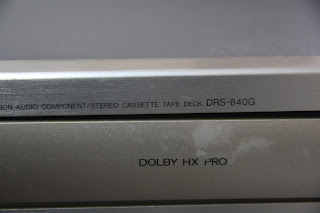 AUDIO COMPONENT/STEREO CASSETTE TAPE DECK DRS-640G
DOLBY HX PRO